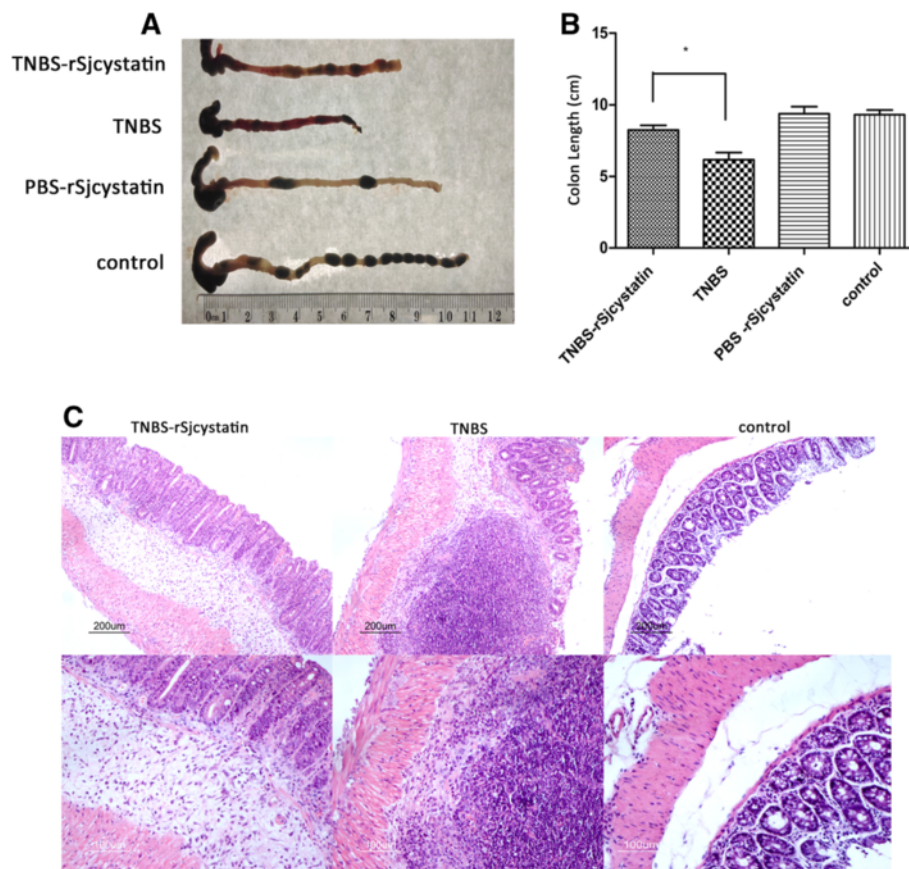 A
TNBS-rSjcystatin
TNBS
PBS-rSjcystatin
control
0cm 1 2 3 4 5 6 7 8 9 10 11 12
B
Colon Length (cm)
15
10
5
0
*
TNBS-rSjcystatin
TNBS
PBS -rSjcystatin
control
C
TNBS-rSjcystatin
TNBS
control
200um
200um
200um
100um
100um
100um